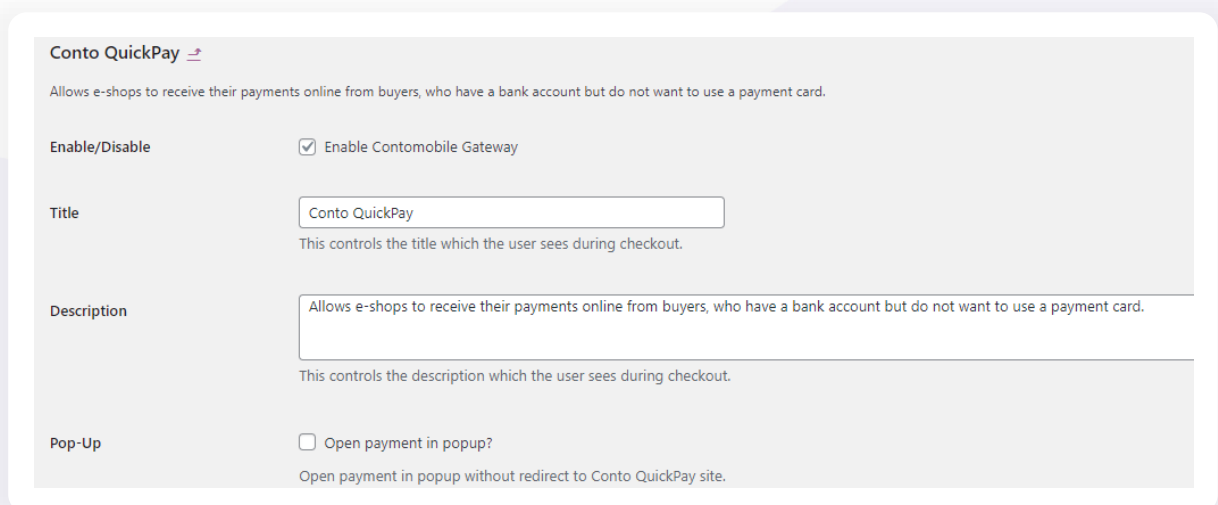 Conto QuickPay
Allows e-shops to receive their payments online from buyers, who have a bank account but do not want to use a payment card.
Enable/Disable
Enable Contomobile Gateway
Title
Conto QuickPay
This controls the title which the user sees during checkout.
Description
Allows e-shops to receive their payments online from buyers, who have a bank account but do not want to use a payment card.
This controls the description which the user sees during checkout.
Pop-Up
Open payment in popup?
Open payment in popup without redirect to Conto QuickPay site.